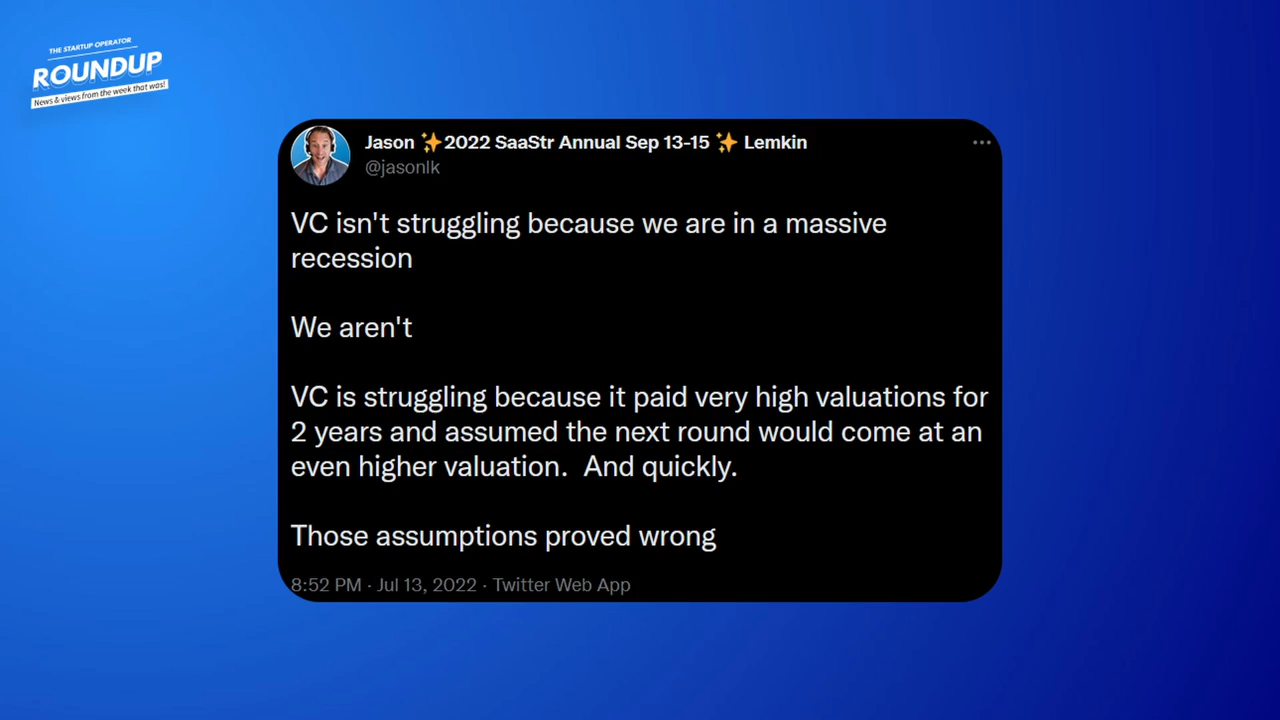 THE STARTUP OPERATOR
ROUNDUP
News & views from the week that was!
Jason ✨2022 SaaStr Annual Sep 13-15 ✨ Lemkin
@jasonlk
VC isn't struggling because we are in a massive
recession
We aren't
VC is struggling because it paid very high valuations for
2 years and assumed the next round would come at an
even higher valuation.  And quickly.
Those assumptions proved wrong
8:52 PM · Jul 13, 2022 · Twitter Web App